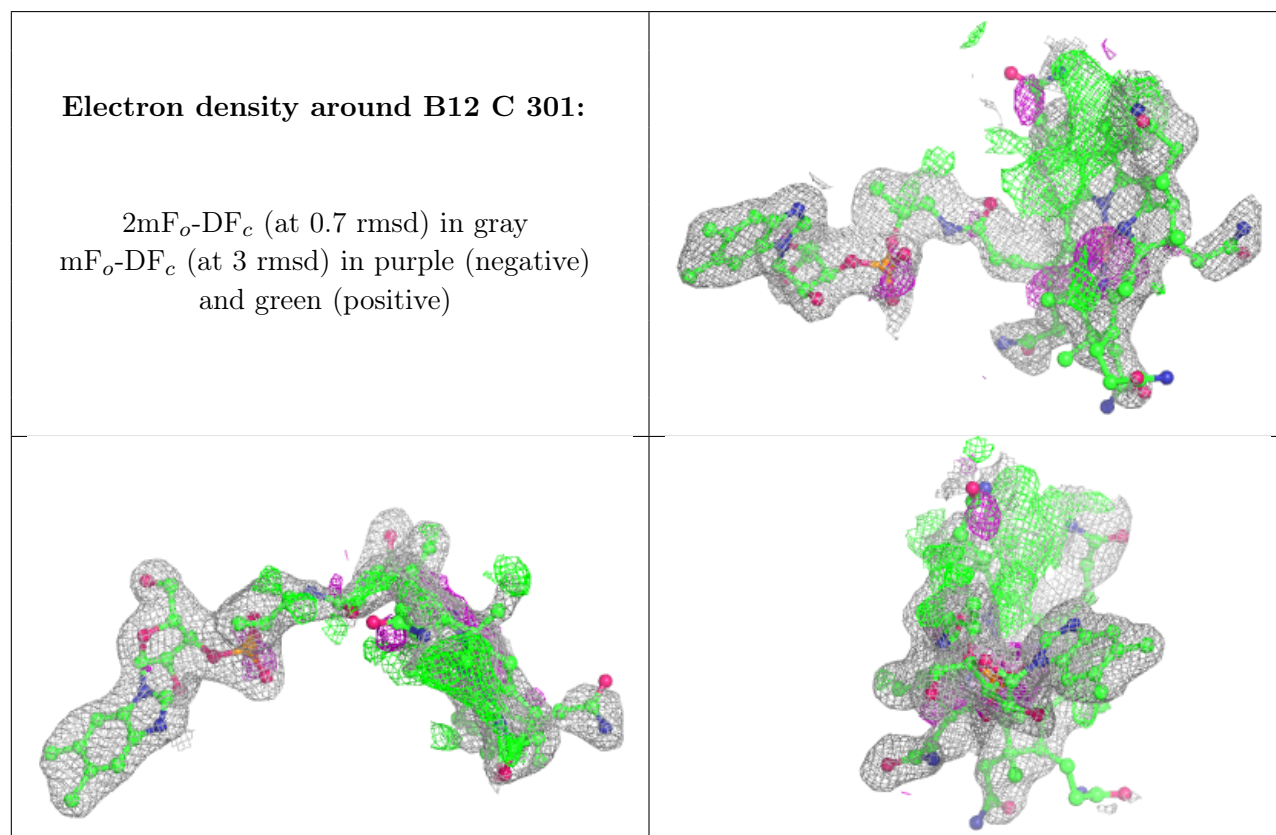 Electron density around B12 C 301:
2mFo-DFc (at 0.7 rmsd) in gray
mFo-DFc (at 3 rmsd) in purple (negative)
and green (positive)